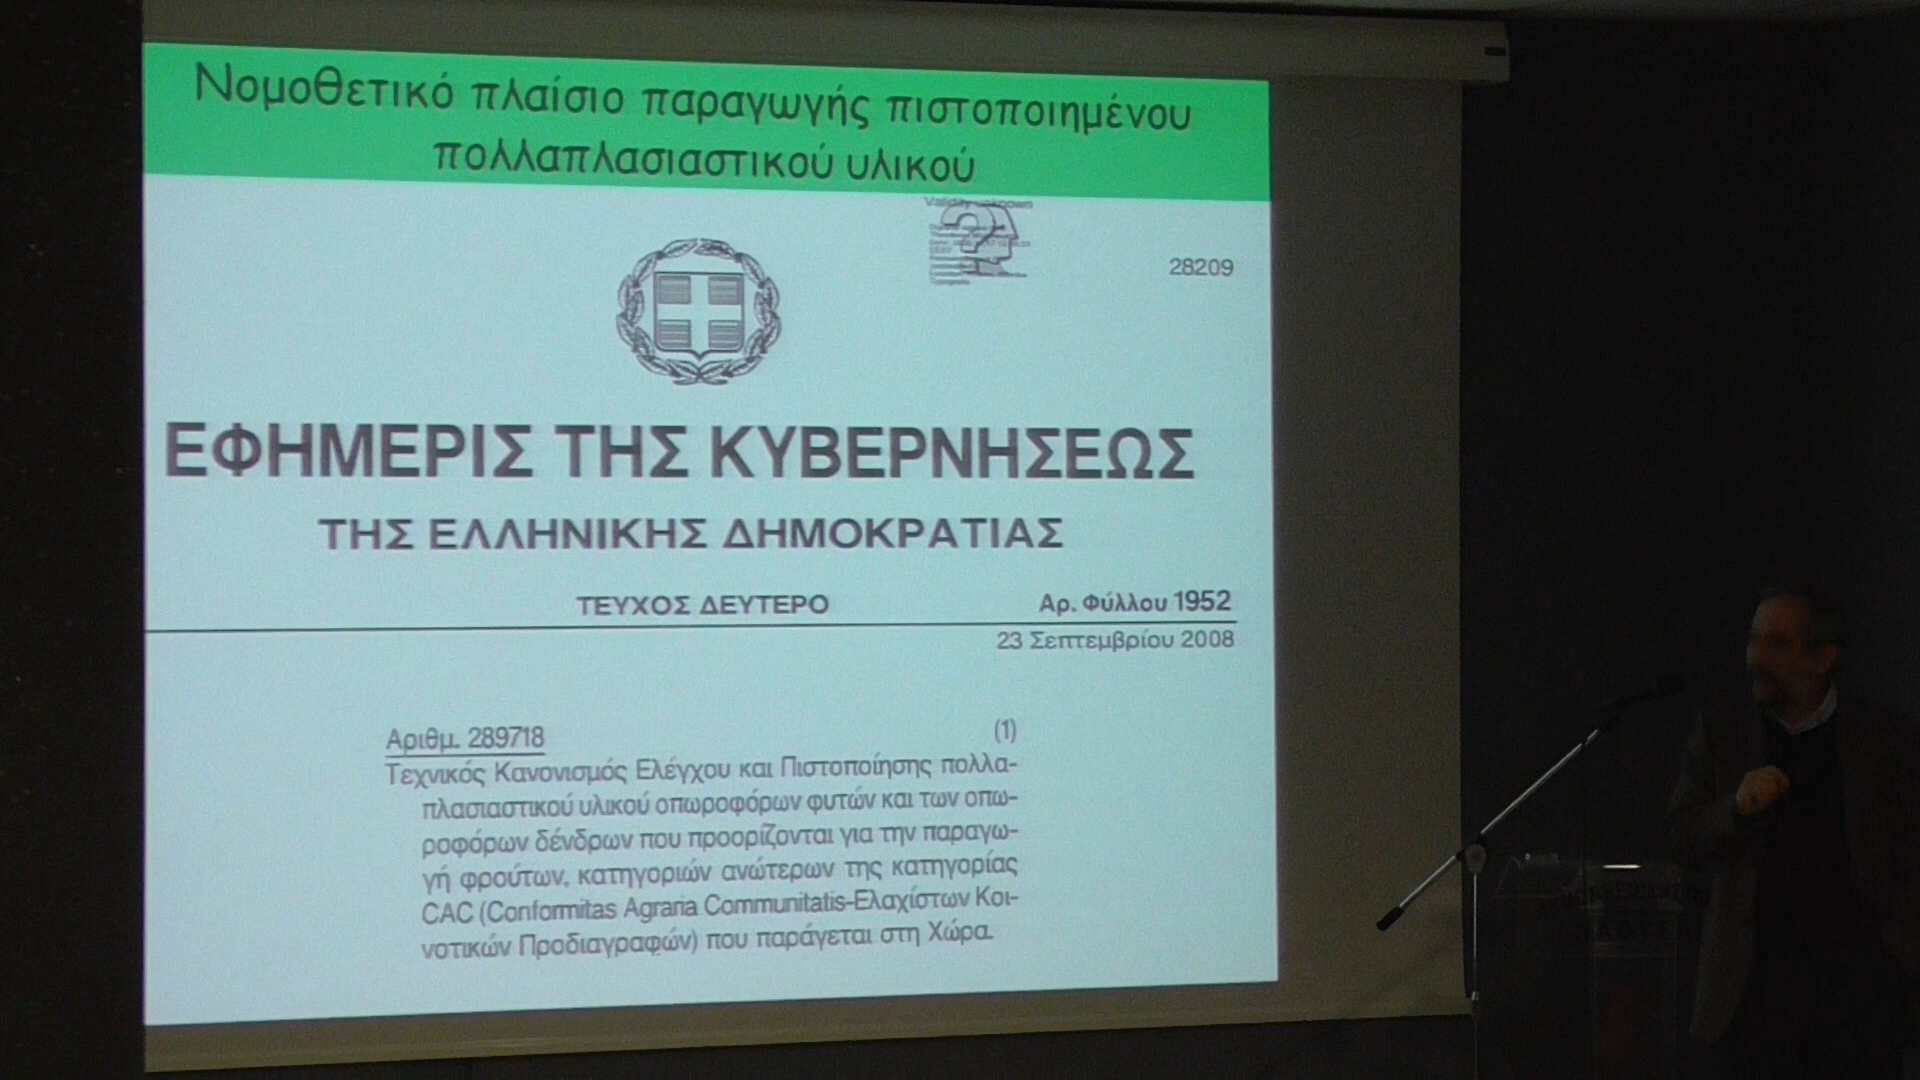 Νομοθετικό πλαίσιο παραγωγής πιστοποιημένου
πολλαπλασιαστικού υλικού
Validity unknown
28209
ΕΦΗΜΕΡΙΣ ΤΗΣ ΚΥΒΕΡΝΗΣΕΩΣ
ΤΗΣ ΕΛΛΗΝΙΚΗΣ ΔΗΜΟΚΡΑΤΙΑΣ
ΤΕΥΧΟΣ ΔΕΥΤΕΡΟ
Αρ. Φύλλου 1952
23 Σεπτεμβρίου 2008
Αριθμ. 289718 (1)
Τεχνικός Κανονισμός Ελέγχου και Πιστοποίησης πολλα-
πλασιαστικού υλικού οπωροφόρων φυτών και των οπω-
ροφόρων δένδρων που προορίζονται για την παραγω-
γή φρούτων, κατηγοριών ανώτερων της κατηγορίας
CAC (Conformitas Agraria Communitatis-Ελαχίστων Κοι-
νοτικών Προδιαγραφών) που παράγεται στη Χώρα.
ΝΑΟΥΣΑ